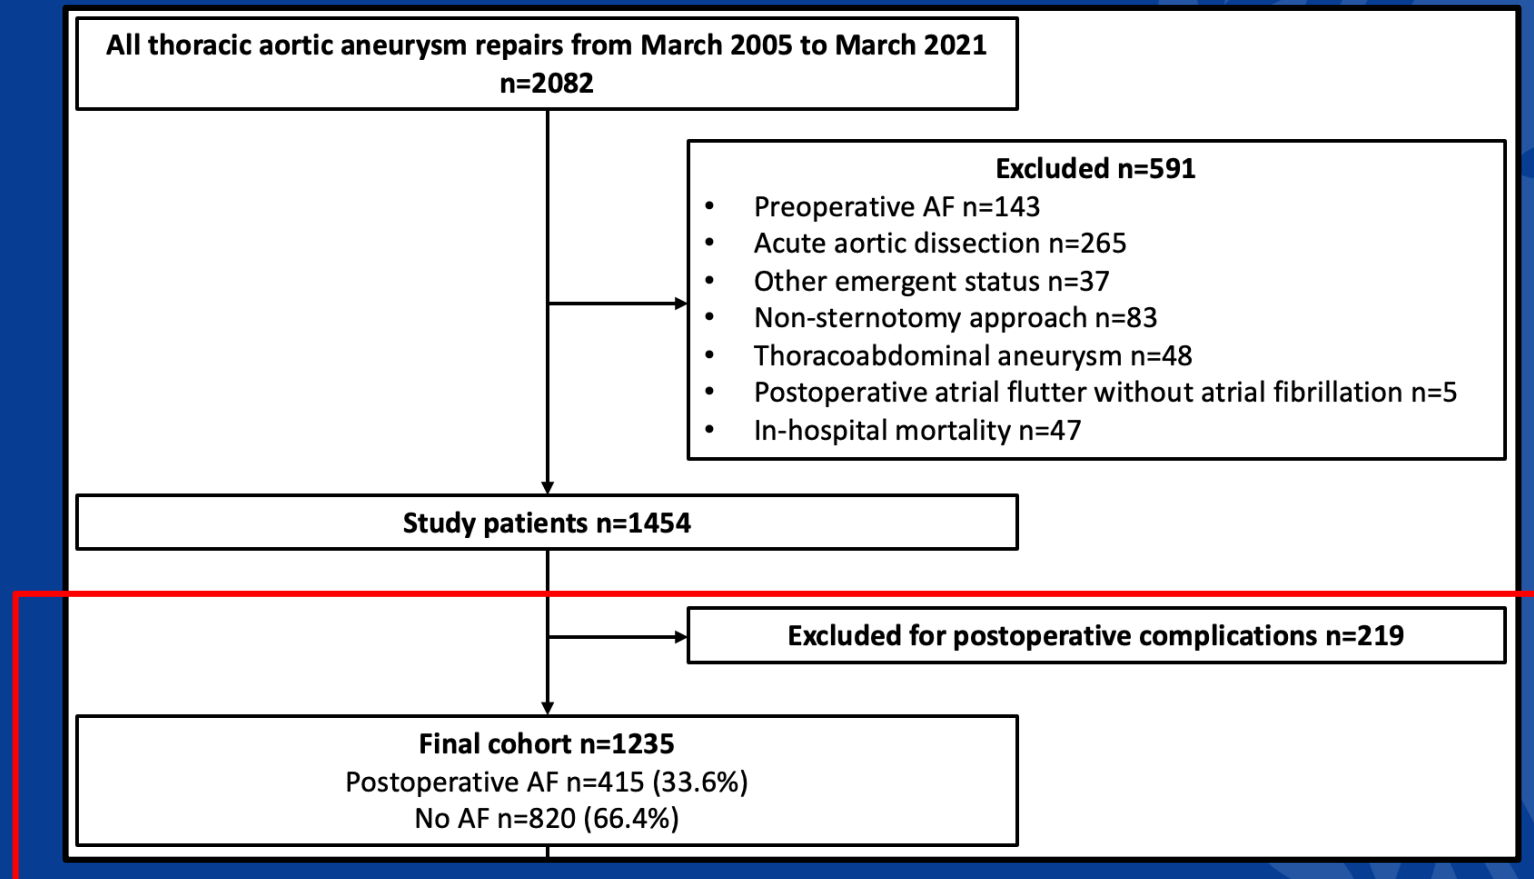 All thoracic aortic aneurysm repairs from March 2005 to March 2021
n=2082
Excluded n=591
• Preoperative AF n=143
• Acute aortic dissection n=265
• Other emergent status n=37
• Non-sternotomy approach n=83
• Thoracoabdominal aneurysm n=48
• Postoperative atrial flutter without atrial fibrillation n=5
• In-hospital mortality n=47
Study patients n=1454
Excluded for postoperative complications n=219
Final cohort n=1235
Postoperative AF n=415 (33.6%)
No AF n=820 (66.4%)